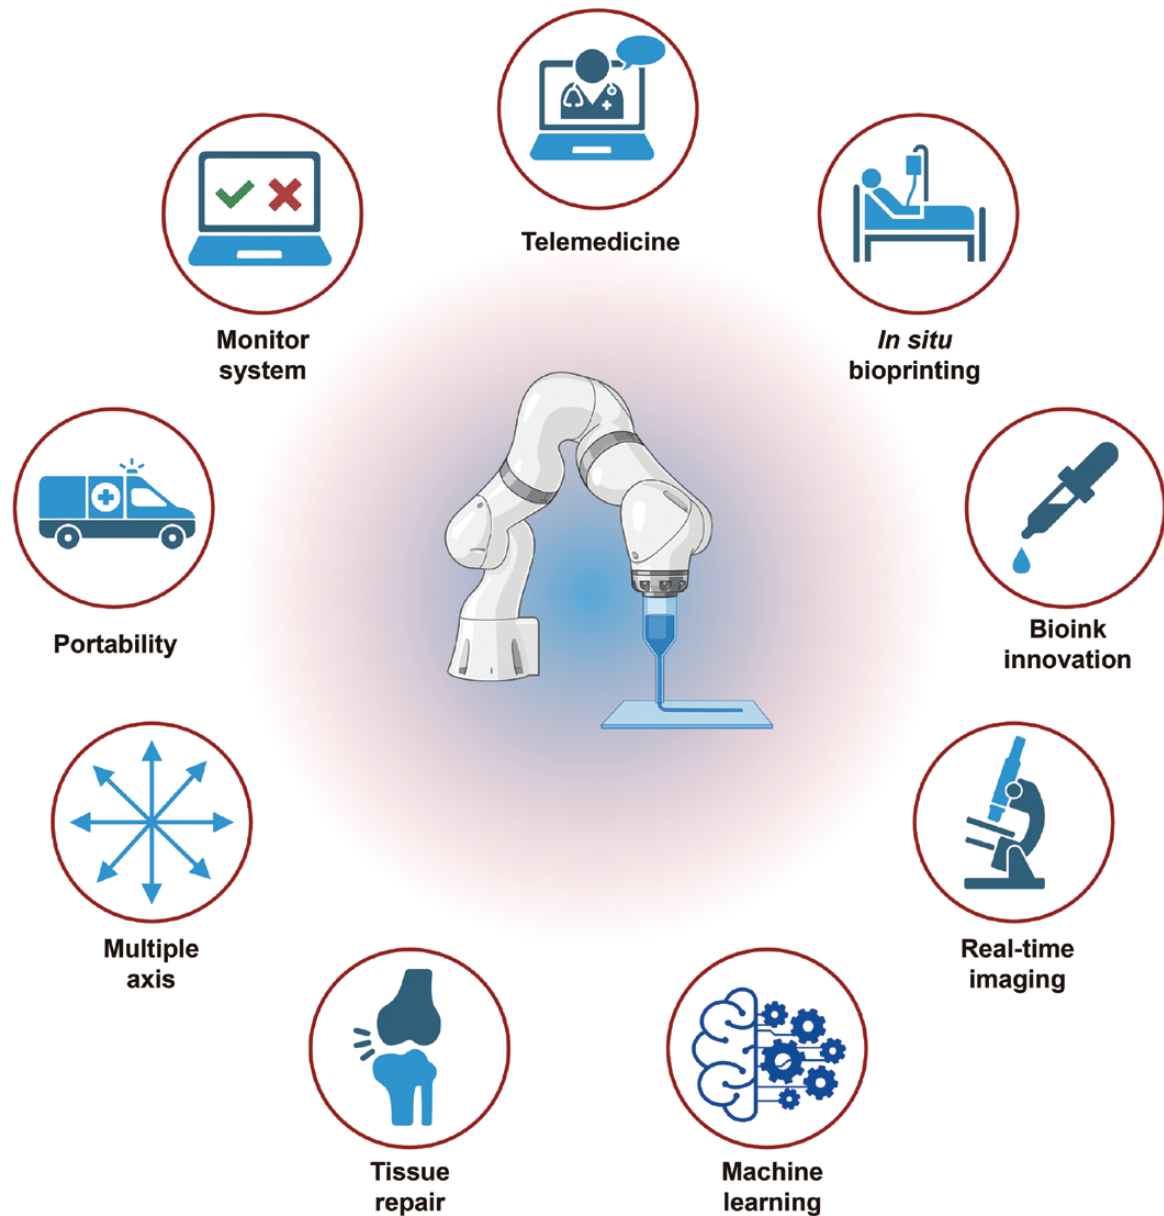 Telemedicine
In situ
bioprinting
Bioink
innovation
Real-time
imaging
Machine
learning
Tissue
repair
Multiple
axis
Portability
Monitor
system